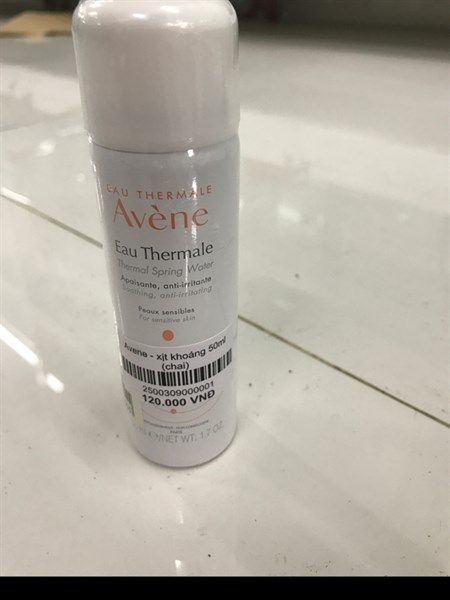 EAU THERMALE
Avène
Eau Thermale
Thermal Spring Water
Apaisante, anti-irritante
Soothing, anti-irritating
Peaux sensibles
For sensitive skin
Avene - xịt khoáng 50ml
(chai)
2500309000001
120.000 VNĐ
NET WT. 1.7 OZ.